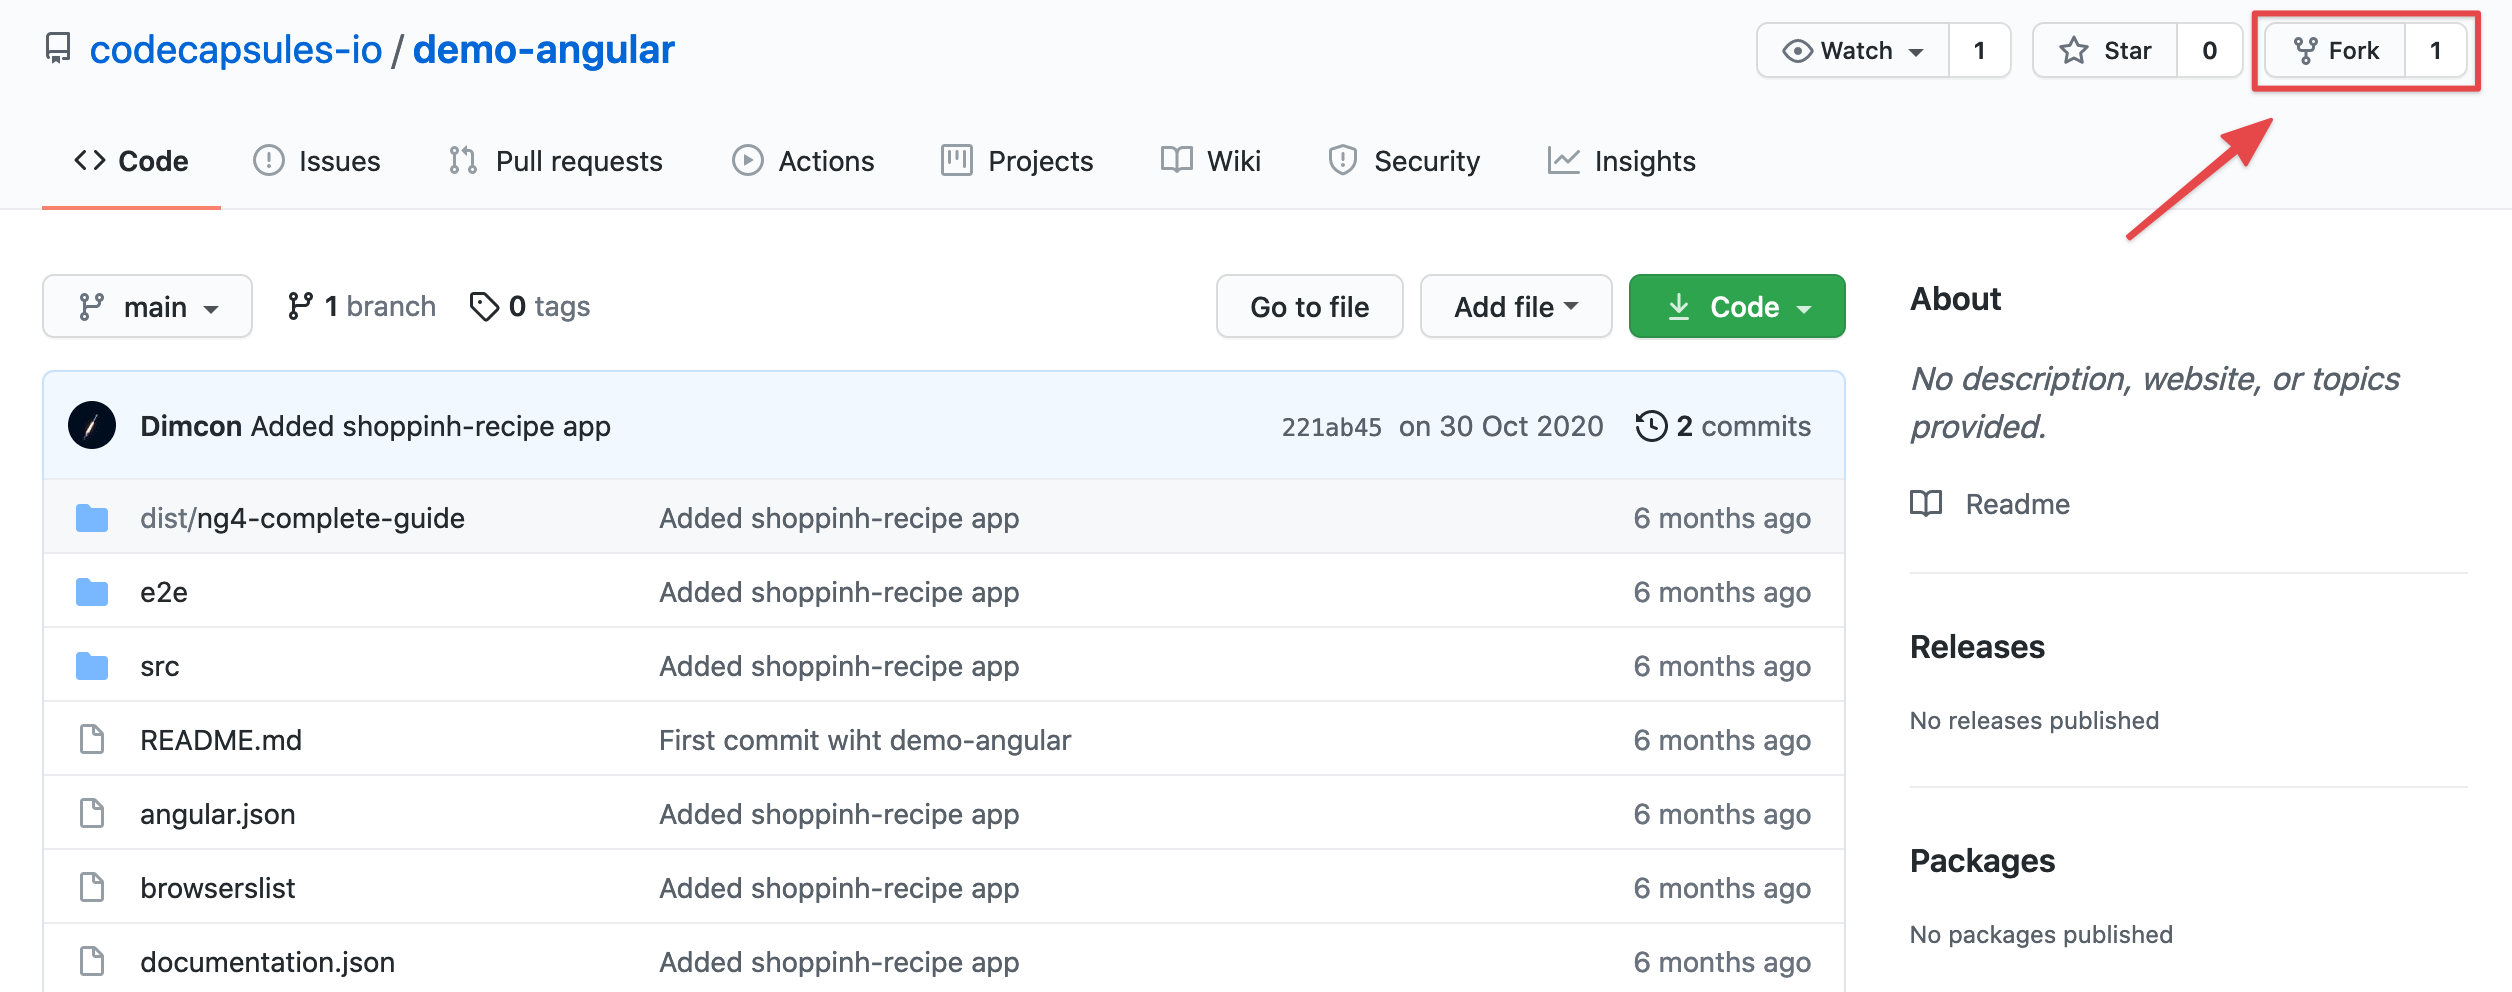 codecapsules-io / demo-angular
Watch 1 Star 0 Fork 1
Code Issues Pull requests Actions Projects Wiki Security Insights
main 1 branch 0 tags Go to file Add file Code
Dimcon Added shoppinh-recipe app 221ab45 on 30 Oct 2020 2 commits
dist/ng4-complete-guide Added shoppinh-recipe app 6 months ago
e2e Added shoppinh-recipe app 6 months ago
src Added shoppinh-recipe app 6 months ago
README.md First commit wiht demo-angular 6 months ago
angular.json Added shoppinh-recipe app 6 months ago
browserslist Added shoppinh-recipe app 6 months ago
documentation.json Added shoppinh-recipe app 6 months ago
About
No description, website, or topics
provided.
Readme
Releases
No releases published
Packages
No packages published